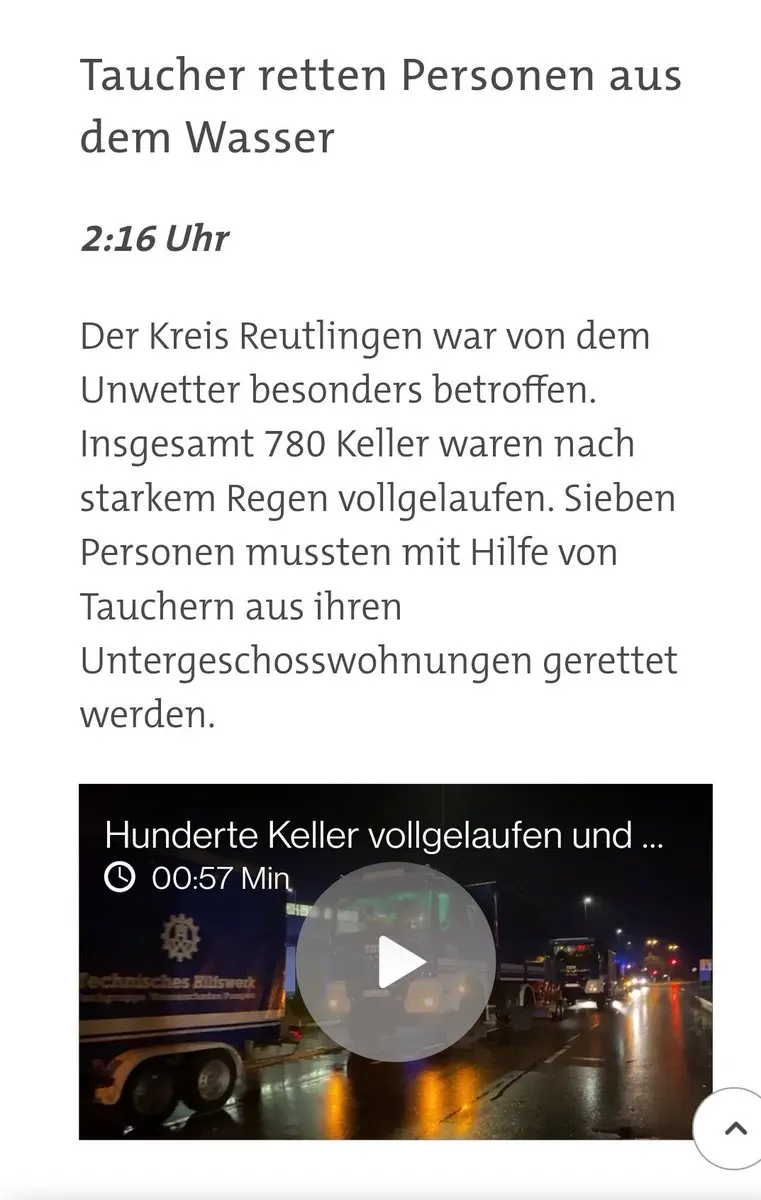 Taucher retten Personen aus
dem Wasser
2:16 Uhr
Der Kreis Reutlingen war von dem
Unwetter besonders betroffen.
Insgesamt 780 Keller waren nach
starkem Regen vollgelaufen. Sieben
Personen mussten mit Hilfe von
Tauchern aus ihren
Untergeschosswohnungen gerettet
werden.
Hunderte Keller vollgelaufen und ...
00:57 Min
Technisches Hilfswerk